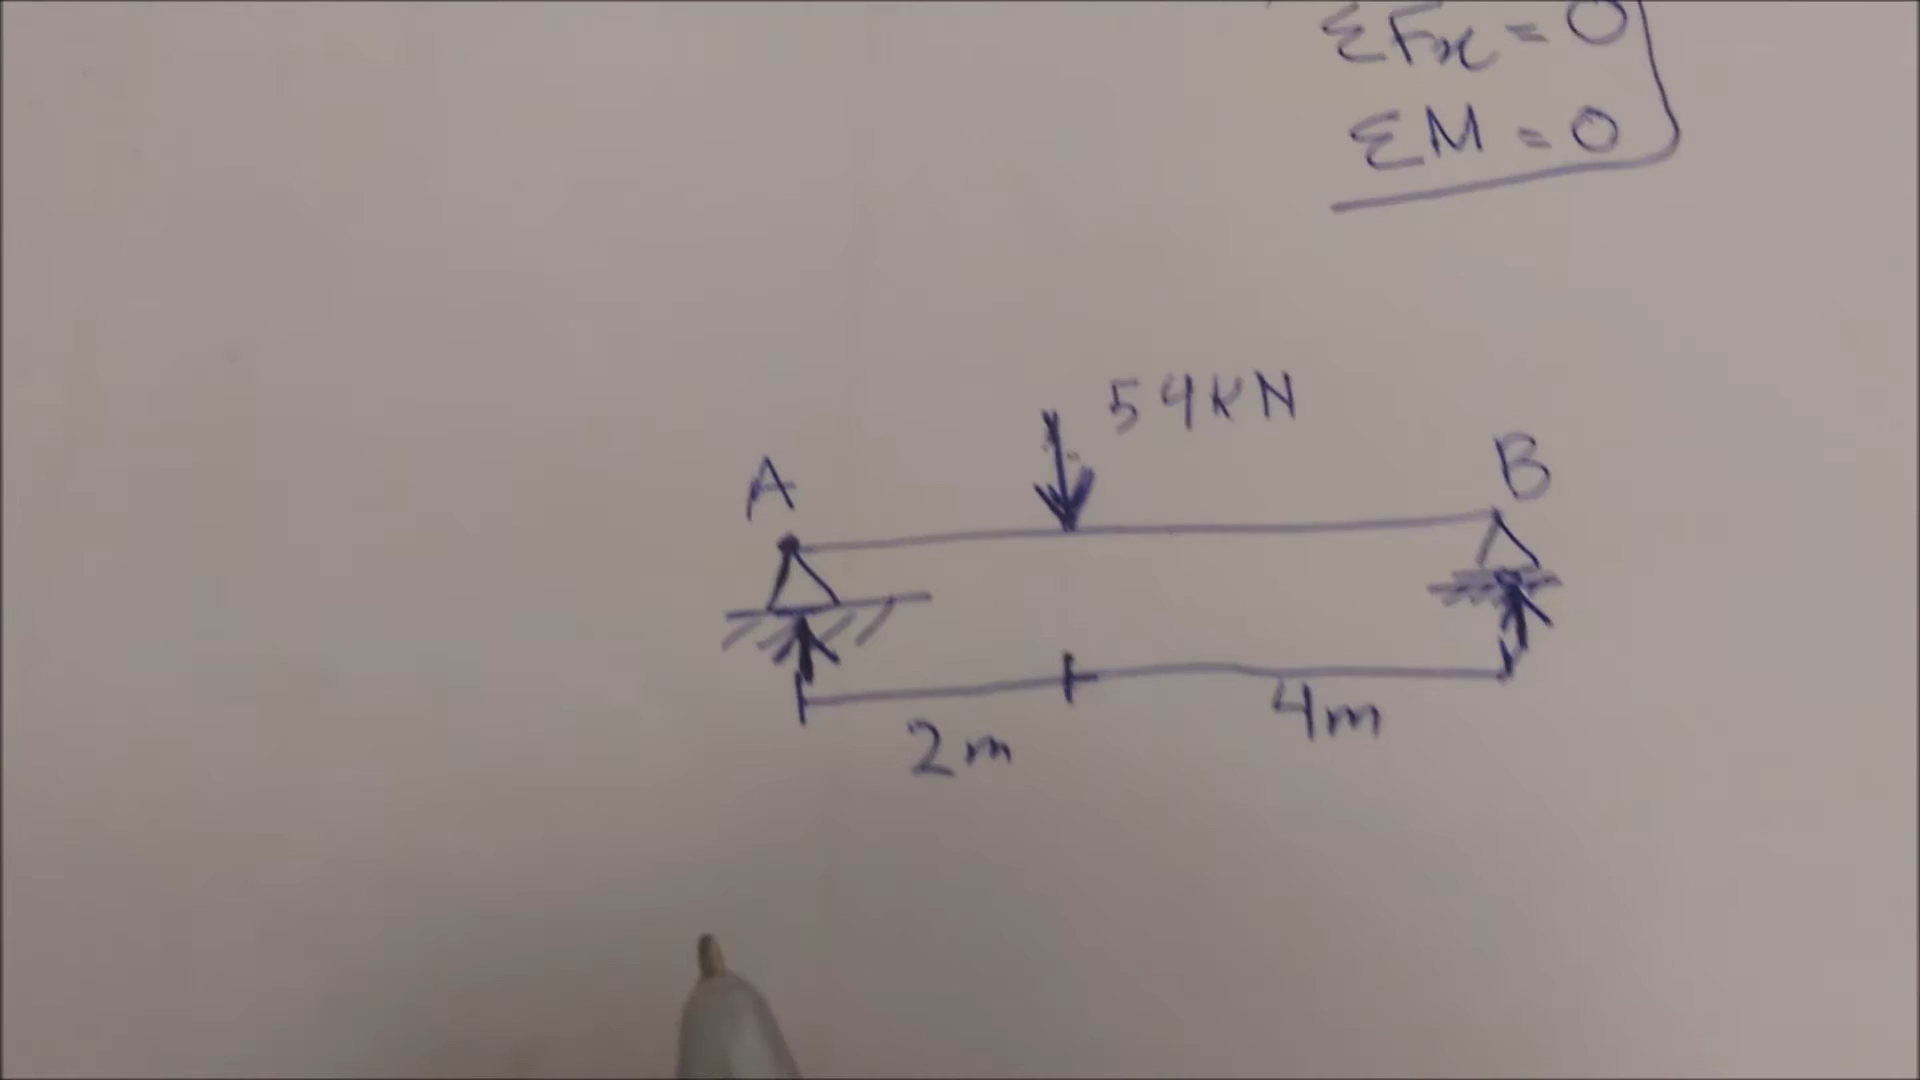 ΣFx = 0
ΣM = 0
54KN
A
B
2m
4m